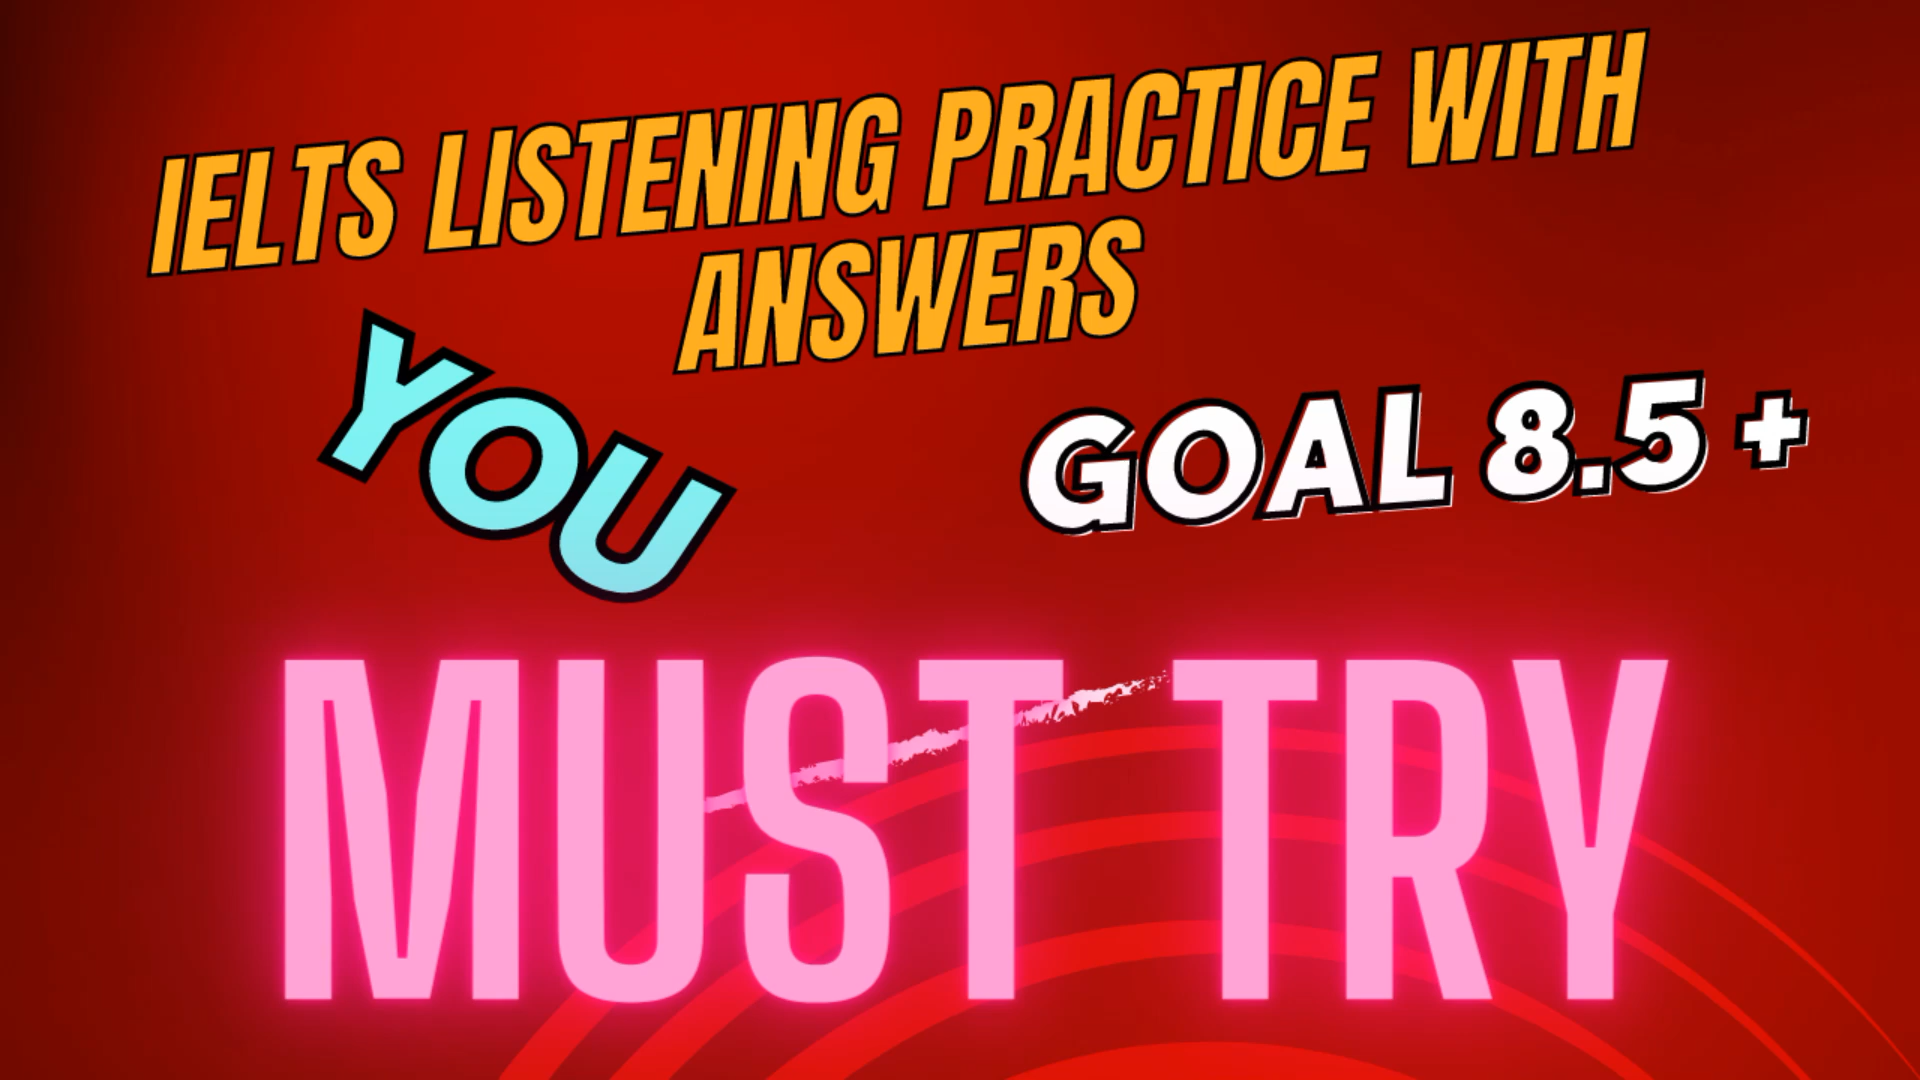 IELTS LISTENING PRACTICE WITH
ANSWERS
YOU
GOAL 8.5 +
MUST TRY